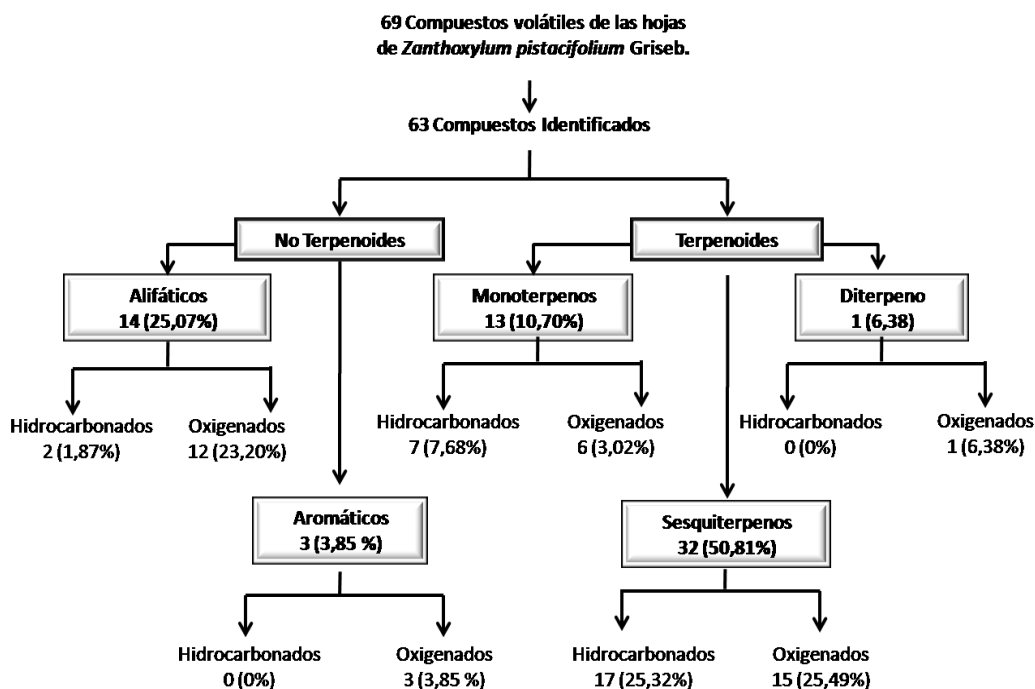 69 Compuestos volátiles de las hojas
de Zanthoxylum pistacifolium Griseb.
63 Compuestos Identificados
No Terpenoides
Terpenoides
Alifáticos
14 (25,07%)
Monoterpenos
13 (10,70%)
Diterpeno
1 (6,38)
Hidrocarbonados
2 (1,87%)
Oxigenados
12 (23,20%)
Hidrocarbonados
7 (7,68%)
Oxigenados
6 (3,02%)
Hidrocarbonados
0 (0%)
Oxigenados
1 (6,38%)
Aromáticos
3 (3,85 %)
Sesquiterpenos
32 (50,81%)
Hidrocarbonados
0 (0%)
Oxigenados
3 (3,85 %)
Hidrocarbonados
17 (25,32%)
Oxigenados
15 (25,49%)